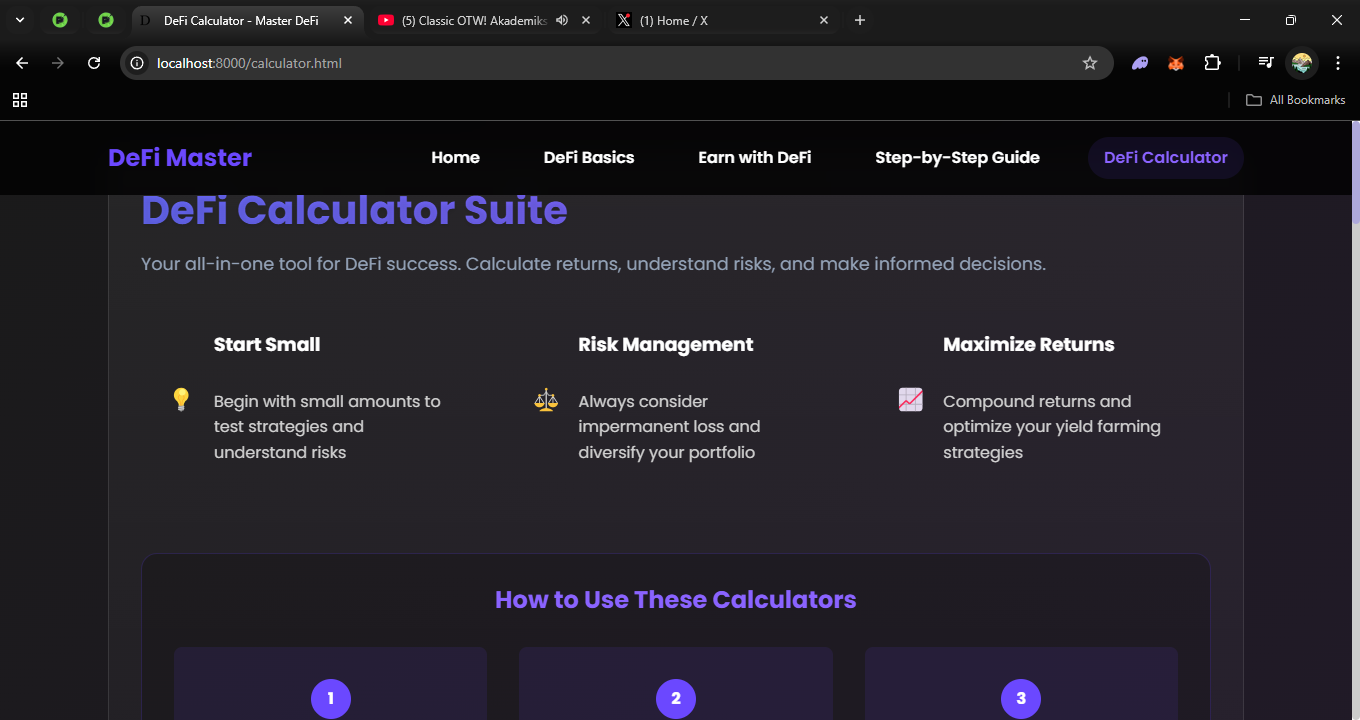 DeFi Calculator - Master DeFi
(5) Classic OTW! Akademiks
(1) Home / X
localhost:8000/calculator.html
All Bookmarks
DeFi Master
Home
DeFi Basics
Earn with DeFi
Step-by-Step Guide
DeFi Calculator
DeFi Calculator Suite
Your all-in-one tool for DeFi success. Calculate returns, understand risks, and make informed decisions.
Start Small
Begin with small amounts to
test strategies and
understand risks
Risk Management
Always consider
impermanent loss and
diversify your portfolio
Maximize Returns
Compound returns and
optimize your yield farming
strategies
How to Use These Calculators
1
2
3